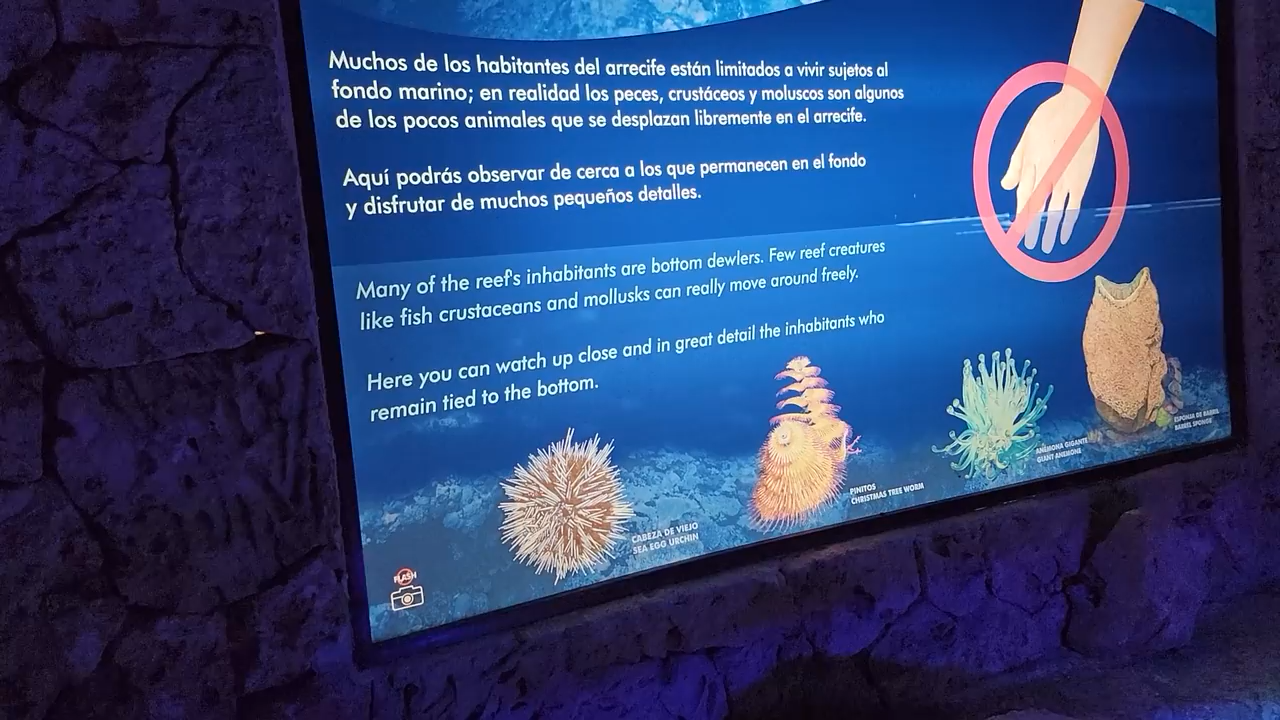 Muchos de los habitantes del arrecife están limitados a vivir sujetos al
fondo marino; en realidad los peces, crustáceos y moluscos son algunos
de los pocos animales que se desplazan libremente en el arrecife.
Aquí podrás observar de cerca a los que permanecen en el fondo
y disfrutar de muchos pequeños detalles.
Many of the reef's inhabitants are bottom dewlers. Few reef creatures
like fish crustaceans and mollusks can really move around freely.
Here you can watch up close and in great detail the inhabitants who
remain tied to the bottom.
CABEZA DE VIEJO
SEA EGG URCHIN
PINITOS
CHRISTMAS TREE WORM
ANÉMONA GIGANTE
GIANT ANEMONE
ESPONJA DE BARRIL
BARREL SPONGE
FLASH